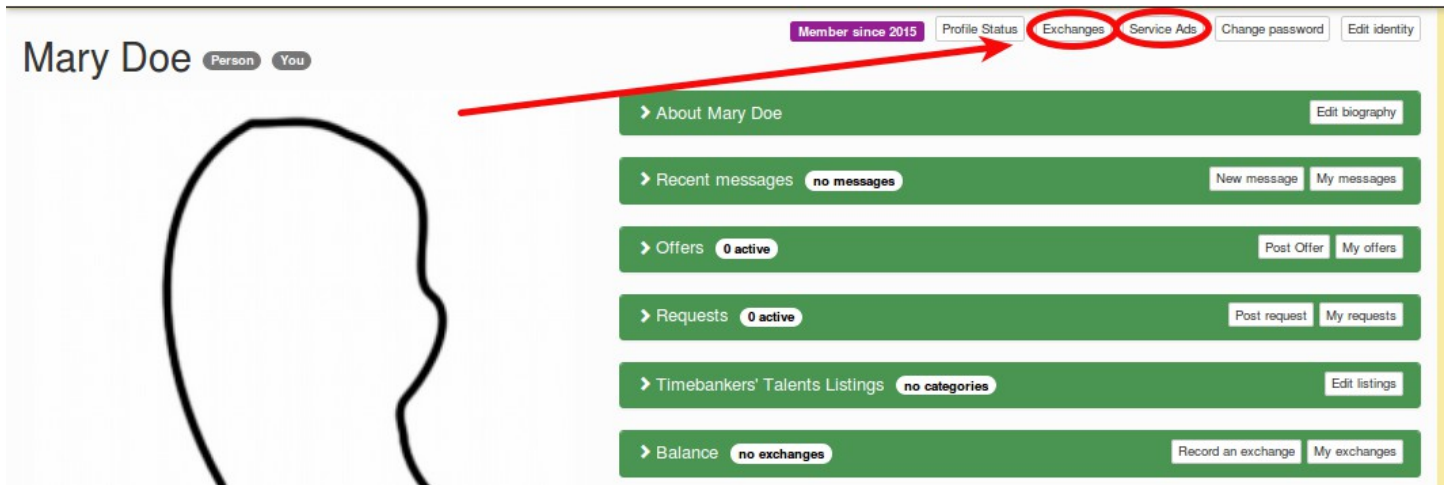 Member since 2015 Profile Status Exchanges Service Ads Change password Edit identity
Mary Doe Person You
About Mary Doe Edit biography
Recent messages no messages New message My messages
Offers 0 active Post Offer My offers
Requests 0 active Post request My requests
Timebankers' Talents Listings no categories Edit listings
Balance no exchanges Record an exchange My exchanges